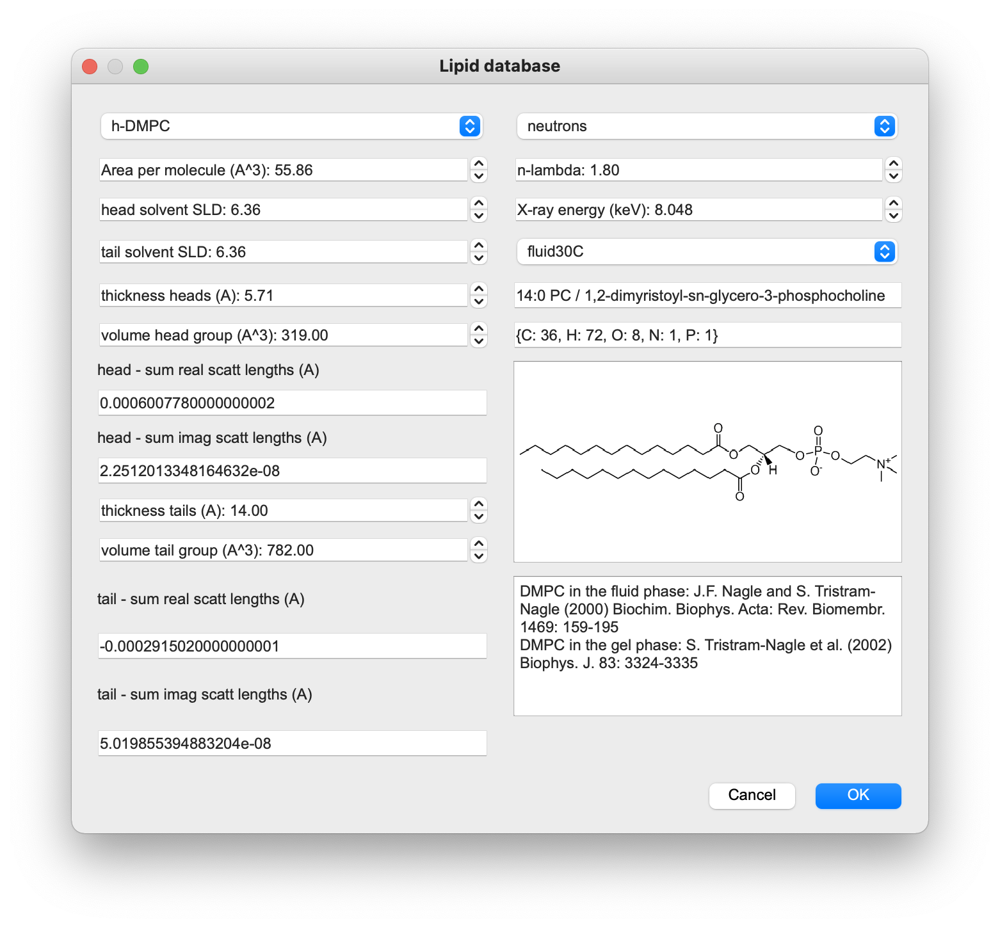 Lipid database
h-DMPC
neutrons
Area per molecule (A^3): 55.86
n-lambda: 1.80
head solvent SLD: 6.36
X-ray energy (keV): 8.048
tail solvent SLD: 6.36
fluid30C
thickness heads (A): 5.71
14:0 PC / 1,2-dimyristoyl-sn-glycero-3-phosphocholine
volume head group (A^3): 319.00
{C: 36, H: 72, O: 8, N: 1, P: 1}
head - sum real scatt lengths (A)
0.0006007780000000002
head - sum imag scatt lengths (A)
2.2512013348164632e-08
thickness tails (A): 14.00
volume tail group (A^3): 782.00
tail - sum real scatt lengths (A)
-0.0002915020000000001
tail - sum imag scatt lengths (A)
5.019855394883204e-08
O
O
O
P
O
O
N+
O
H
O-
O
DMPC in the fluid phase: J.F. Nagle and S. Tristram-
Nagle (2000) Biochim. Biophys. Acta: Rev. Biomembr.
1469: 159-195
DMPC in the gel phase: S. Tristram-Nagle et al. (2002)
Biophys. J. 83: 3324-3335
Cancel
OK